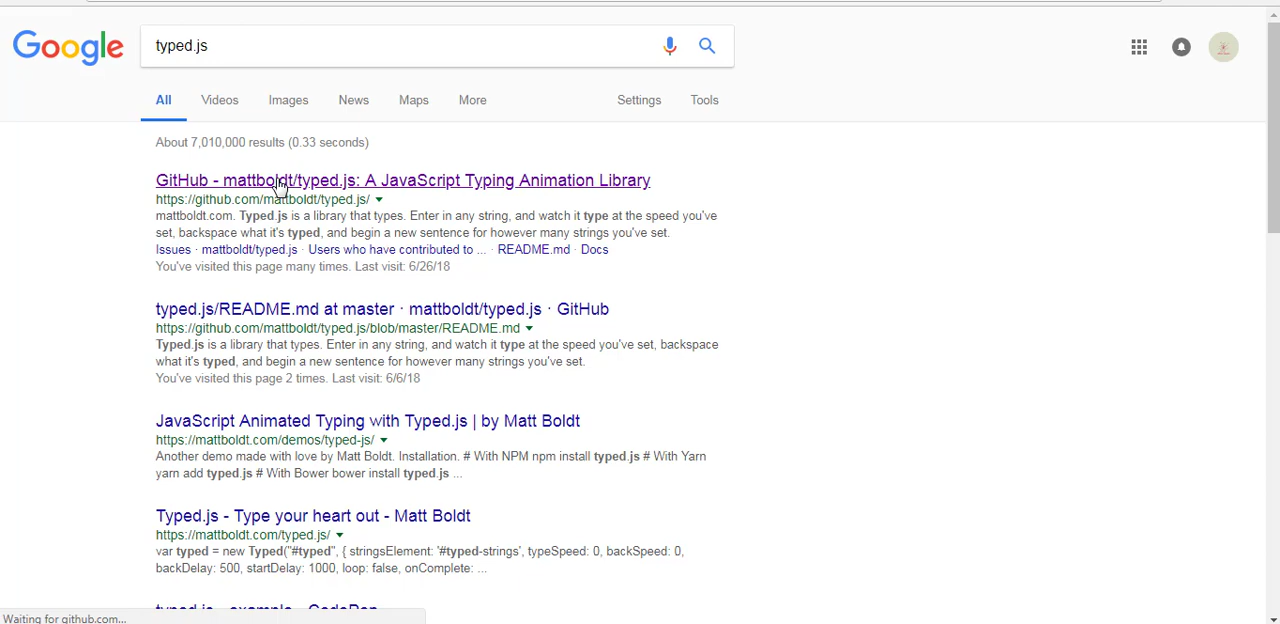 Google
typed.js
All Videos Images News Maps More Settings Tools
About 7,010,000 results (0.33 seconds)
GitHub - mattboldt/typed.js: A JavaScript Typing Animation Library
https://github.com/mattboldt/typed.js/
mattboldt.com. Typed.js is a library that types. Enter in any string, and watch it type at the speed you've
set, backspace what it's typed, and begin a new sentence for however many strings you've set.
Issues · mattboldt/typed.js · Users who have contributed to ... · README.md · Docs
You've visited this page many times. Last visit: 6/26/18
typed.js/README.md at master · mattboldt/typed.js · GitHub
https://github.com/mattboldt/typed.js/blob/master/README.md
Typed.js is a library that types. Enter in any string, and watch it type at the speed you've set, backspace
what it's typed, and begin a new sentence for however many strings you've set.
You've visited this page 2 times. Last visit: 6/6/18
JavaScript Animated Typing with Typed.js | by Matt Boldt
https://mattboldt.com/demos/typed-js/
Another demo made with love by Matt Boldt. Installation. # With NPM npm install typed.js # With Yarn
yarn add typed.js # With Bower bower install typed.js ...
Typed.js - Type your heart out - Matt Boldt
https://mattboldt.com/typed.js/
var typed = new Typed("#typed", { stringsElement: '#typed-strings', typeSpeed: 0, backSpeed: 0,
backDelay: 500, startDelay: 1000, loop: false, onComplete: ...
typed.js - example - CodePen
Waiting for github.com...